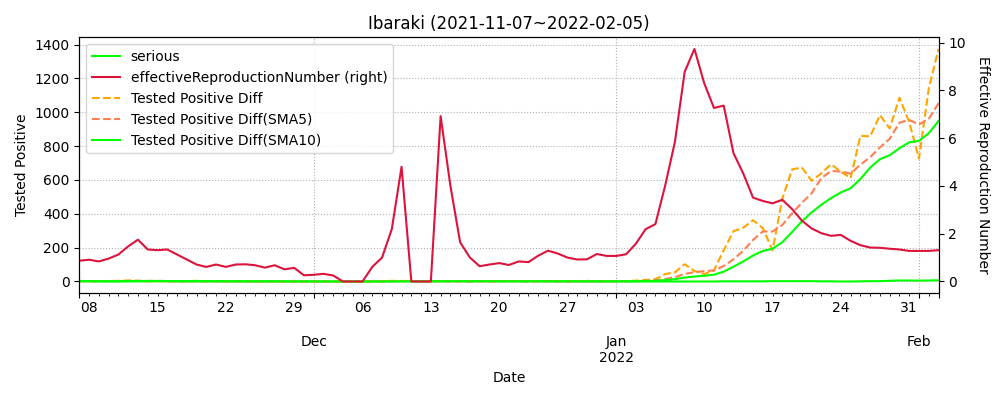 Ibaraki (2021-11-07~2022-02-05)
serious
effectiveReproductionNumber (right)
Tested Positive Diff
Tested Positive Diff(SMA5)
Tested Positive Diff(SMA10)
Tested Positive
1400
1200
1000
800
600
400
200
0
Effective Reproduction Number
10
8
6
4
2
0
08 15 22 29 06 13 20 27 03 10 17 24 31
Dec Jan Feb
2022
Date